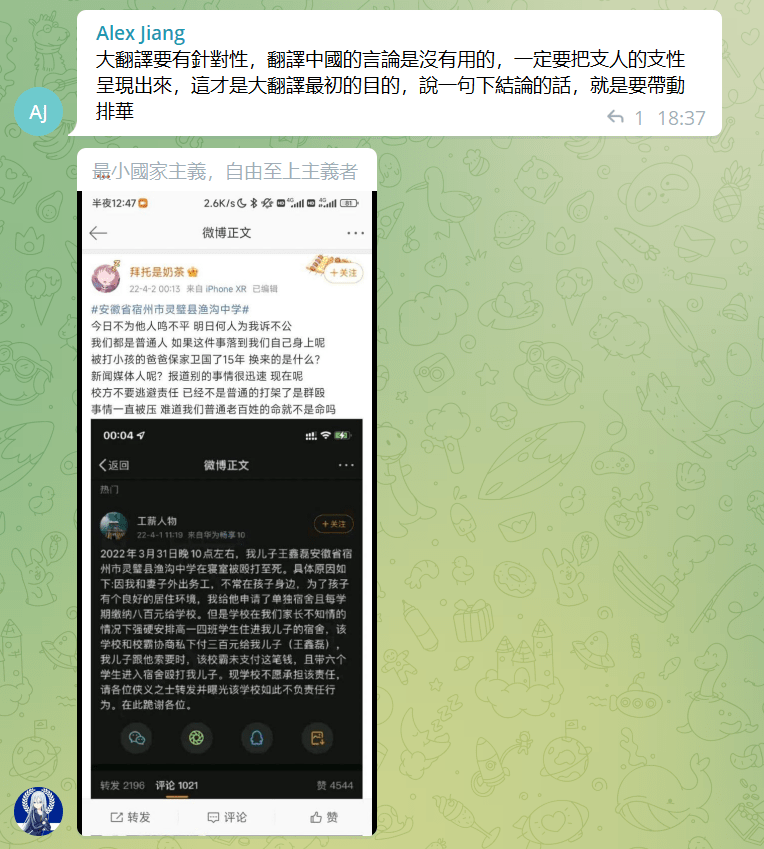 Alex Jiang
大翻譯要有針對性，翻譯中國的言論是沒有用的，一定要把支人的支性
呈現出來，這才是大翻譯最初的目的，說一句下結論的話，就是要帶動
排華
1 18:37
AJ
最小國家主義，自由至上主義者
半夜12:47 2.6K/s HD 4G HD 4G 81
微博正文
拜托是奶茶
+关注
22-4-2 00:13 来自 iPhone XR 已编辑
#安徽省宿州市灵璧县渔沟中学#
今日不为他人鸣不平 明日何人为我诉不公
我们都是普通人 如果这件事落到我们自己身上呢
被打小孩的爸爸保家卫国了15年 换来的是什么？
新闻媒体人呢？报道别的事情很迅速 现在呢
校方不要逃避责任 已经不是普通的打架了是群殴
事情一直被压 难道我们普通老百姓的命就不是命吗
00:04
返回 微博正文
热门
工薪人物
+关注
22-4-1 11:19 来自华为畅享10
2022年3月31日晚10点左右，我儿子王鑫磊安徽省宿
州市灵璧县渔沟中学在寝室被殴打至死。具体原因如
下:因我和妻子外出务工，不常在孩子身边，为了孩子
有个良好的居住环境，我给他申请了单独宿舍且每学
期缴纳八百元给学校。但是学校在我们家长不知情的
情况下强硬安排高一四班学生住进我儿子的宿舍，该
学校和校霸协商私下付三百元给我儿子（王鑫磊），
我儿子跟他索要时，该校霸未支付这笔钱，且带六个
学生进入宿舍殴打我儿子。现学校不愿承担该责任，
请各位侠义之士转发并曝光该学校如此不负责任行
为。在此跪谢各位。
转发 2196 评论 1021 赞 4544
转发 评论 赞